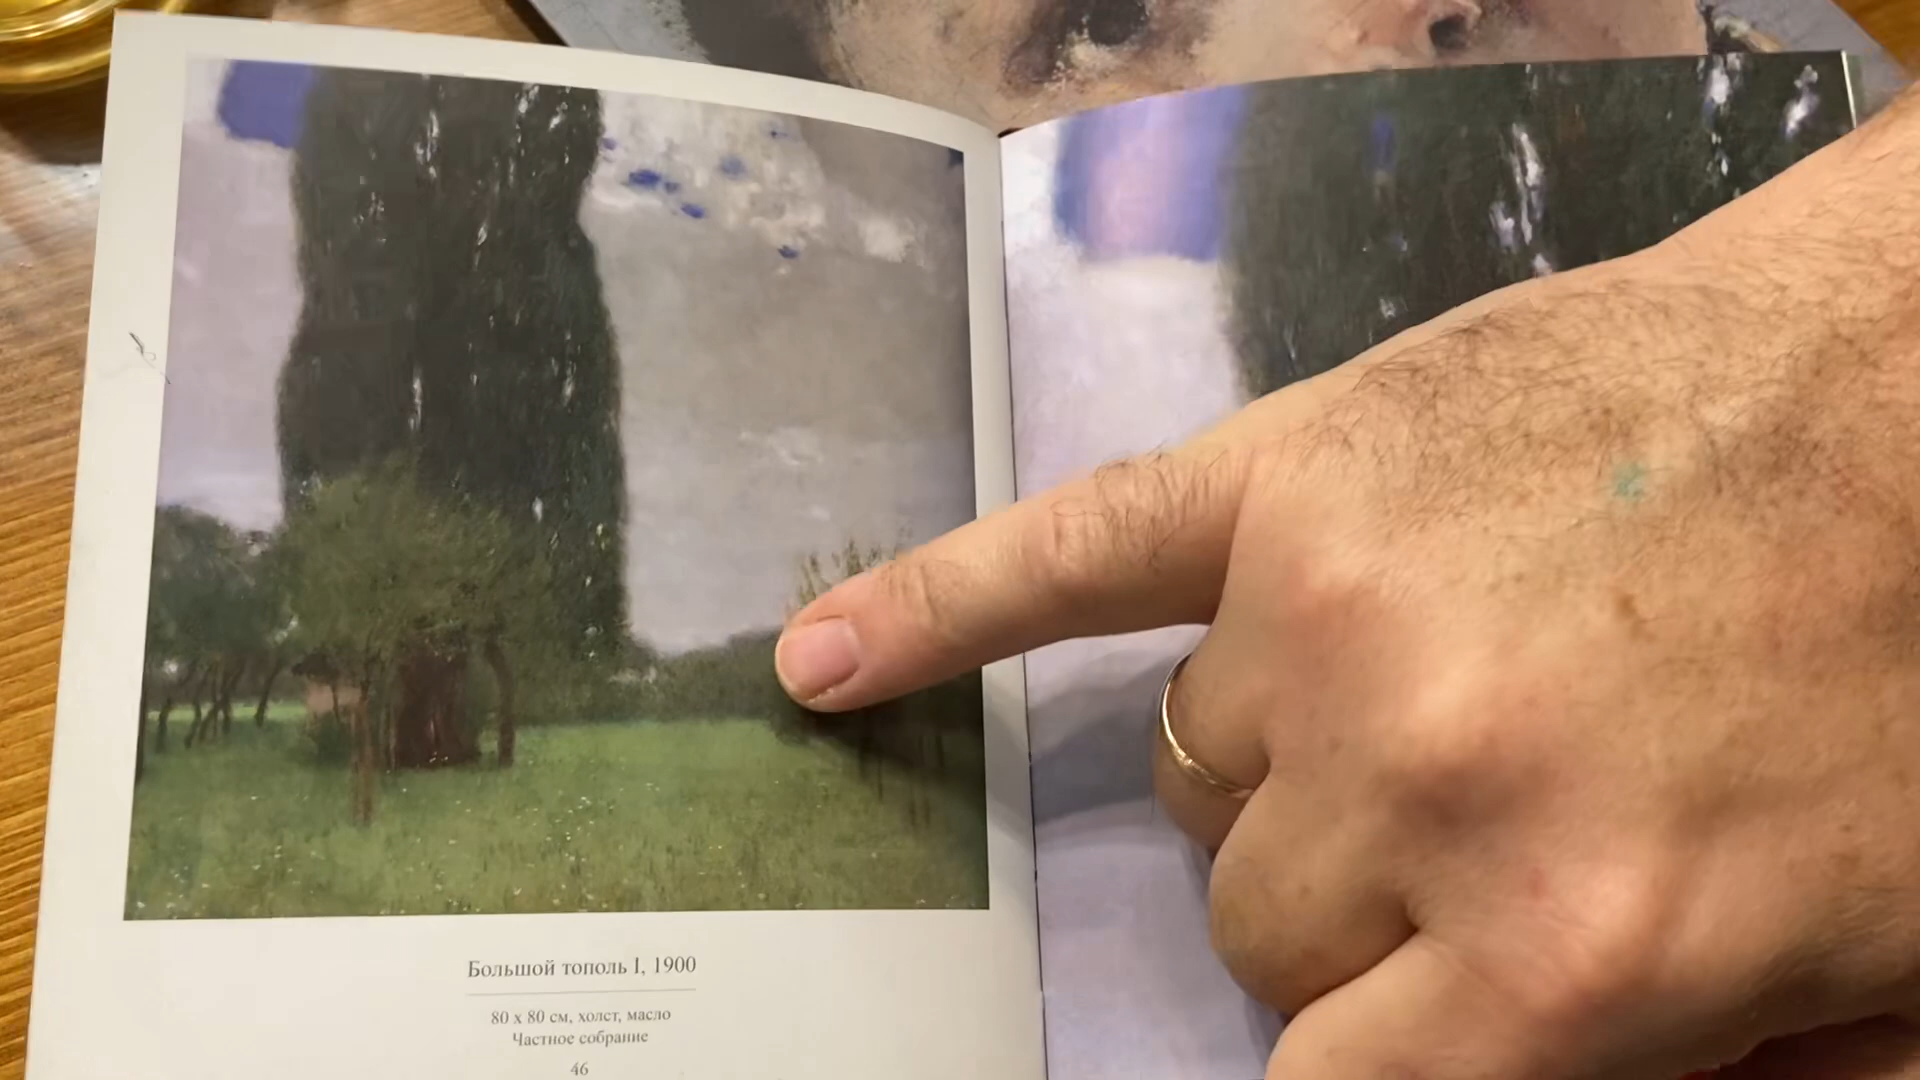 Большой тополь I, 1900
80 x 80 см, холст, масло
Частное собрание
46